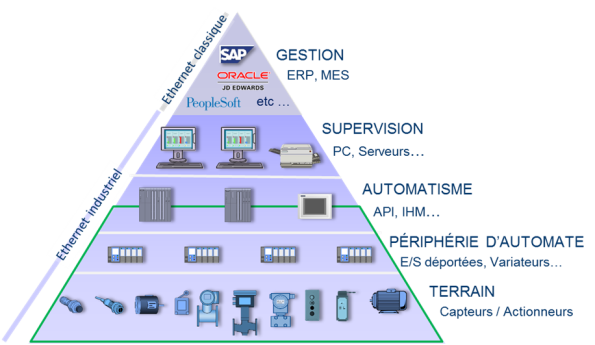 Ethernet classique
SAP
GESTION
ORACLE
ERP, MES
JD EDWARDS
PeopleSoft
etc ...
SUPERVISION
PC, Serveurs...
Ethernet industriel
AUTOMATISME
API, IHM...
PÉRIPHÉRIE D'AUTOMATE
E/S déportées, Variateurs...
TERRAIN
Capteurs / Actionneurs